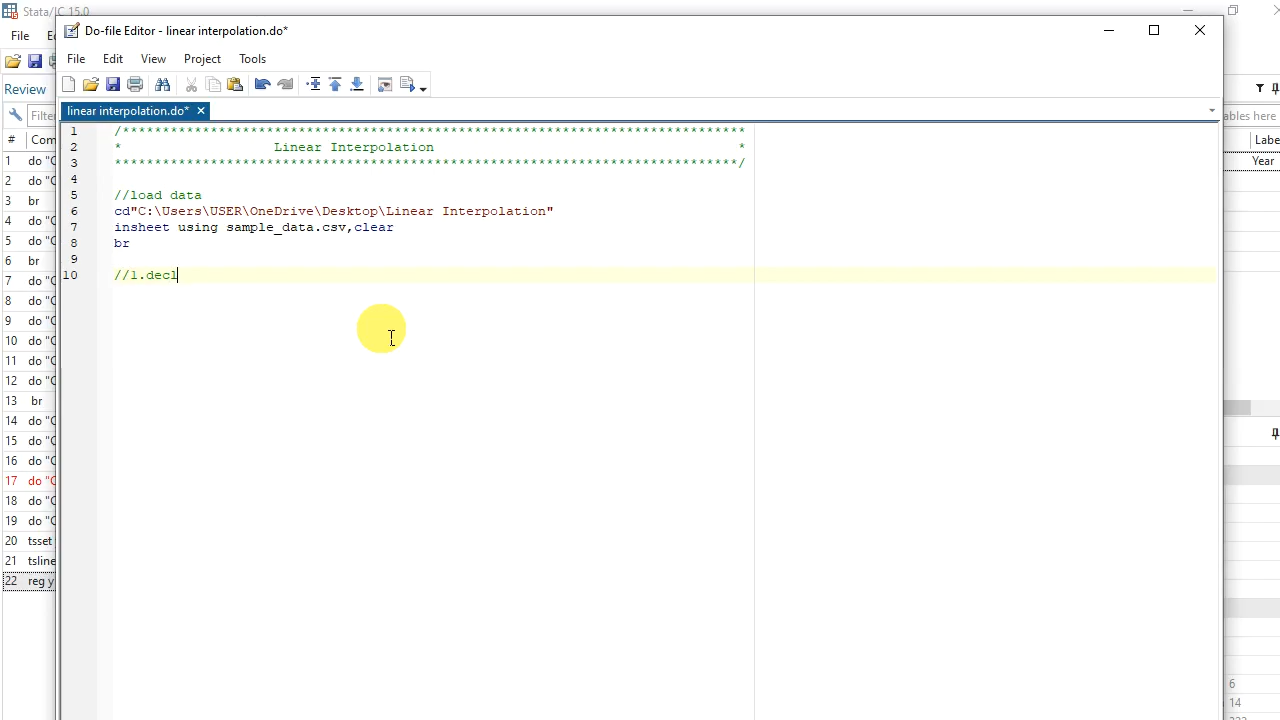 Stata/IC 15.0
File
Do-file Editor - linear interpolation.do*
File Edit View Project Tools
Review
linear interpolation.do* ×
# Com
1 do "C
2 do "C
3 br
4 do "C
5 do "C
6 br
7 do "C
8 do "C
9 do "C
10 do "C
11 do "C
12 do "C
13 br
14 do "C
15 do "C
16 do "C
17 do "C
18 do "C
19 do "C
20 tsset
21 tsline
22 reg y
1 /******************************************************************************
2 * Linear Interpolation *
3 ******************************************************************************/
4
5 //load data
6 cd"C:\Users\USER\OneDrive\Desktop\Linear Interpolation"
7 insheet using sample_data.csv,clear
8 br
9
10 //1.decl
ables here
Labe
Year
6
14